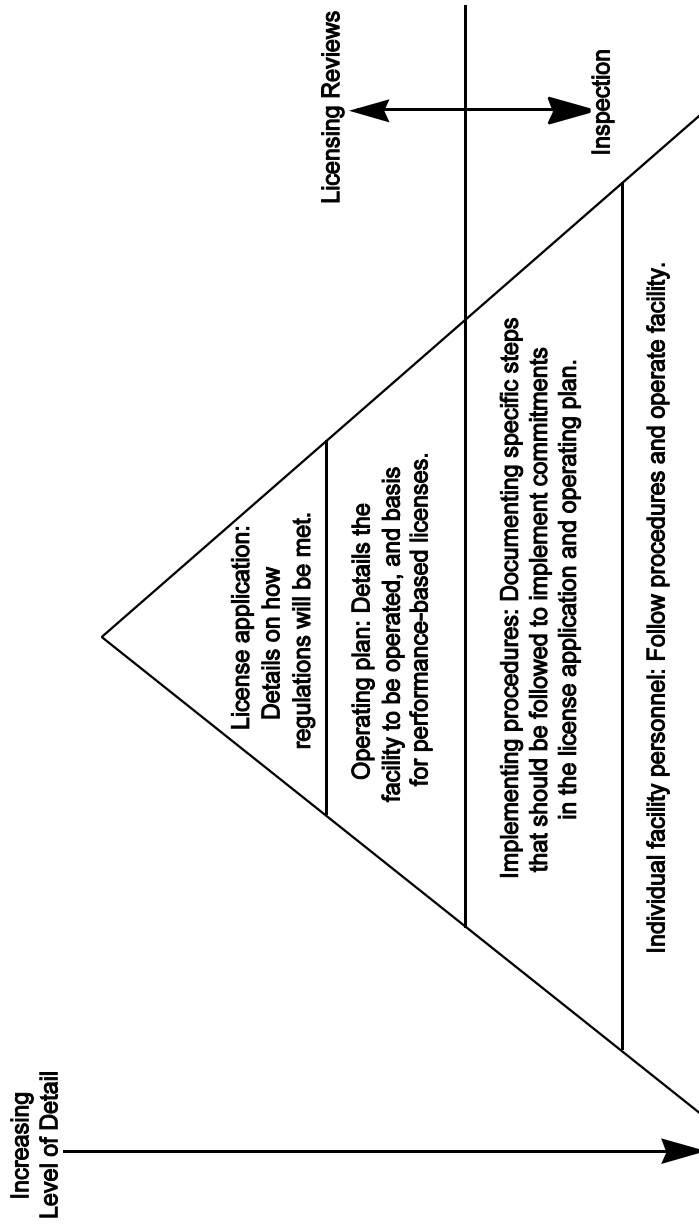 Increasing
Level of Detail
License application:
Details on how
regulations will be met.
Operating plan: Details the
facility to be operated, and basis
for performance-based licenses.
Implementing procedures: Documenting specific steps
that should be followed to implement commitments
in the license application and operating plan.
Individual facility personnel: Follow procedures and operate facility.
Licensing Reviews
Inspection